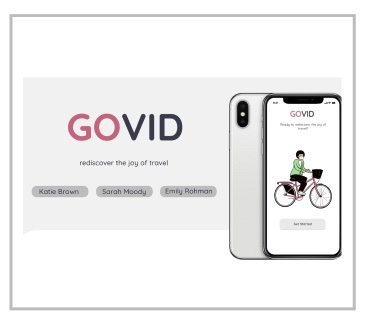 GOVID
rediscover the joy of travel
Katie Brown
Sarah Moody
Emily Rohman
GOVID
Ready to rediscover the joy of
travel?
Get Started